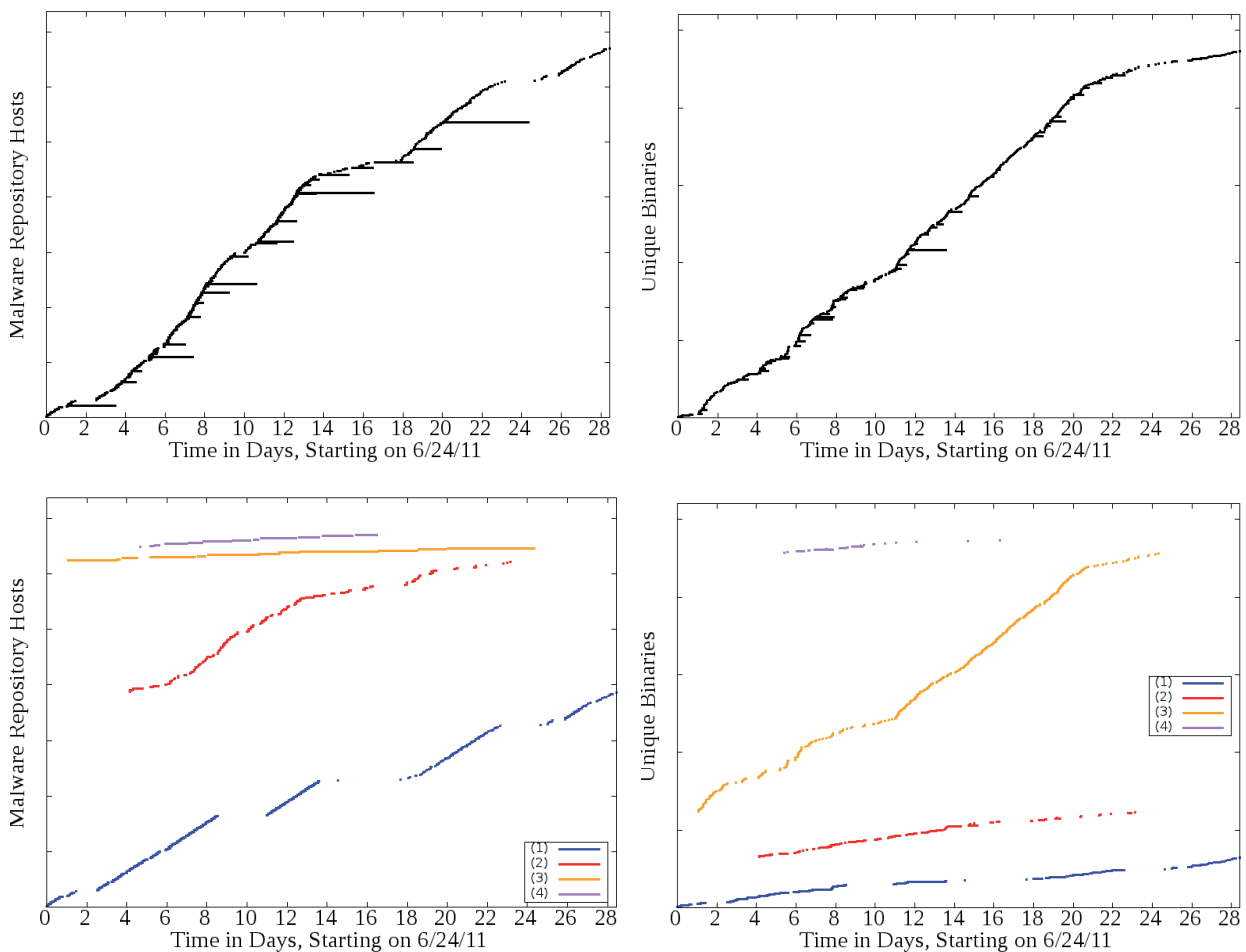 Malware Repository Hosts
0 2 4 6 8 10 12 14 16 18 20 22 24 26 28
Time in Days, Starting on 6/24/11
Unique Binaries
0 2 4 6 8 10 12 14 16 18 20 22 24 26 28
Time in Days, Starting on 6/24/11
Malware Repository Hosts
(1)
(2)
(3)
(4)
0 2 4 6 8 10 12 14 16 18 20 22 24 26 28
Time in Days, Starting on 6/24/11
Unique Binaries
(1)
(2)
(3)
(4)
0 2 4 6 8 10 12 14 16 18 20 22 24 26 28
Time in Days, Starting on 6/24/11